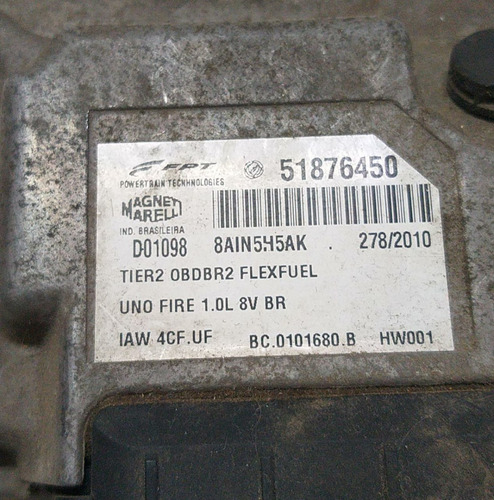 FPT 51876450
POWERTRAIN TECNHNOLOGIES
MAGNETI
MARELLI
IND. BRASILEIRA
D01098 8AIN5H5AK . 278/2010
TIER2 OBDBR2 FLEXFUEL
UNO FIRE 1.0L 8V BR
IAW 4CF.UF BC.0101680.B HW001